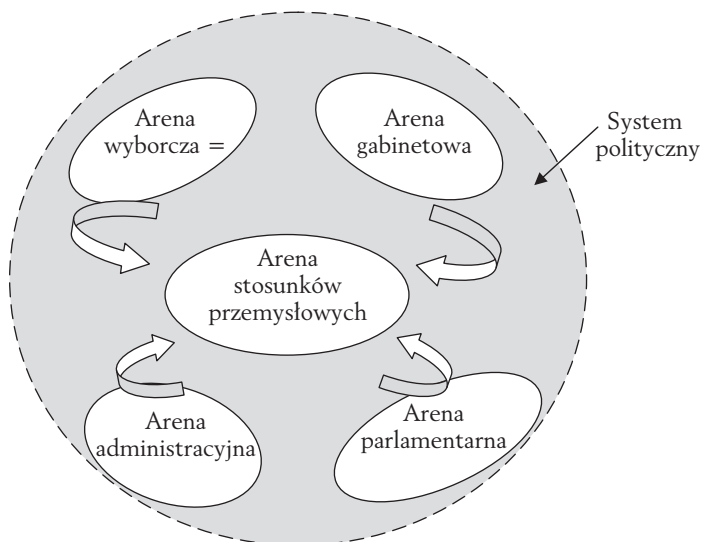 Arena
wyborcza =
Arena
gabinetowa
System
polityczny
Arena
stosunków
przemysłowych
Arena
administracyjna
Arena
parlamentarna